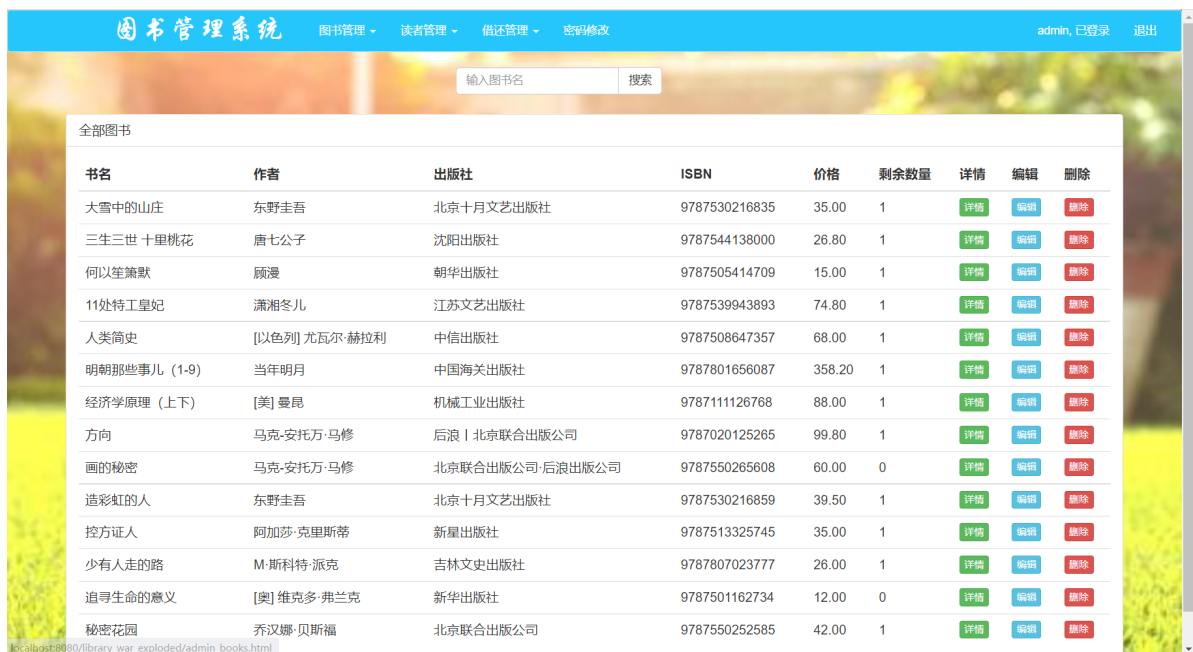 图书管理系统 图书管理 读者管理 借还管理 密码修改 admin, 已登录 退出
输入图书名 搜索
全部图书
书名 作者 出版社 ISBN 价格 剩余数量 详情 编辑 删除
大雪中的山庄 东野圭吾 北京十月文艺出版社 9787530216835 35.00 1 详情 编辑 删除
三生三世 十里桃花 唐七公子 沈阳出版社 9787544138000 26.80 1 详情 编辑 删除
何以笙箫默 顾漫 朝华出版社 9787505414709 15.00 1 详情 编辑 删除
11处特工皇妃 潇湘冬儿 江苏文艺出版社 9787539943893 74.80 1 详情 编辑 删除
人类简史 [以色列] 尤瓦尔·赫拉利 中信出版社 9787508647357 68.00 1 详情 编辑 删除
明朝那些事儿（1-9） 当年明月 中国海关出版社 9787801656087 358.20 1 详情 编辑 删除
经济学原理（上下） [美] 曼昆 机械工业出版社 9787111126768 88.00 1 详情 编辑 删除
方向 马克-安托万·马修 后浪丨北京联合出版公司 9787020125265 99.80 1 详情 编辑 删除
画的秘密 马克-安托万·马修 北京联合出版公司·后浪出版公司 9787550265608 60.00 0 详情 编辑 删除
造彩虹的人 东野圭吾 北京十月文艺出版社 9787530216859 39.50 1 详情 编辑 删除
控方证人 阿加莎·克里斯蒂 新星出版社 9787513325745 35.00 1 详情 编辑 删除
少有人走的路 M·斯科特·派克 吉林文史出版社 9787807023777 26.00 1 详情 编辑 删除
追寻生命的意义 [奥] 维克多·弗兰克 新华出版社 9787501162734 12.00 0 详情 编辑 删除
秘密花园 乔汉娜·贝斯福 北京联合出版公司 9787550252585 42.00 1 详情 编辑 删除
localhost:8080/library_war_exploded/admin_books.html